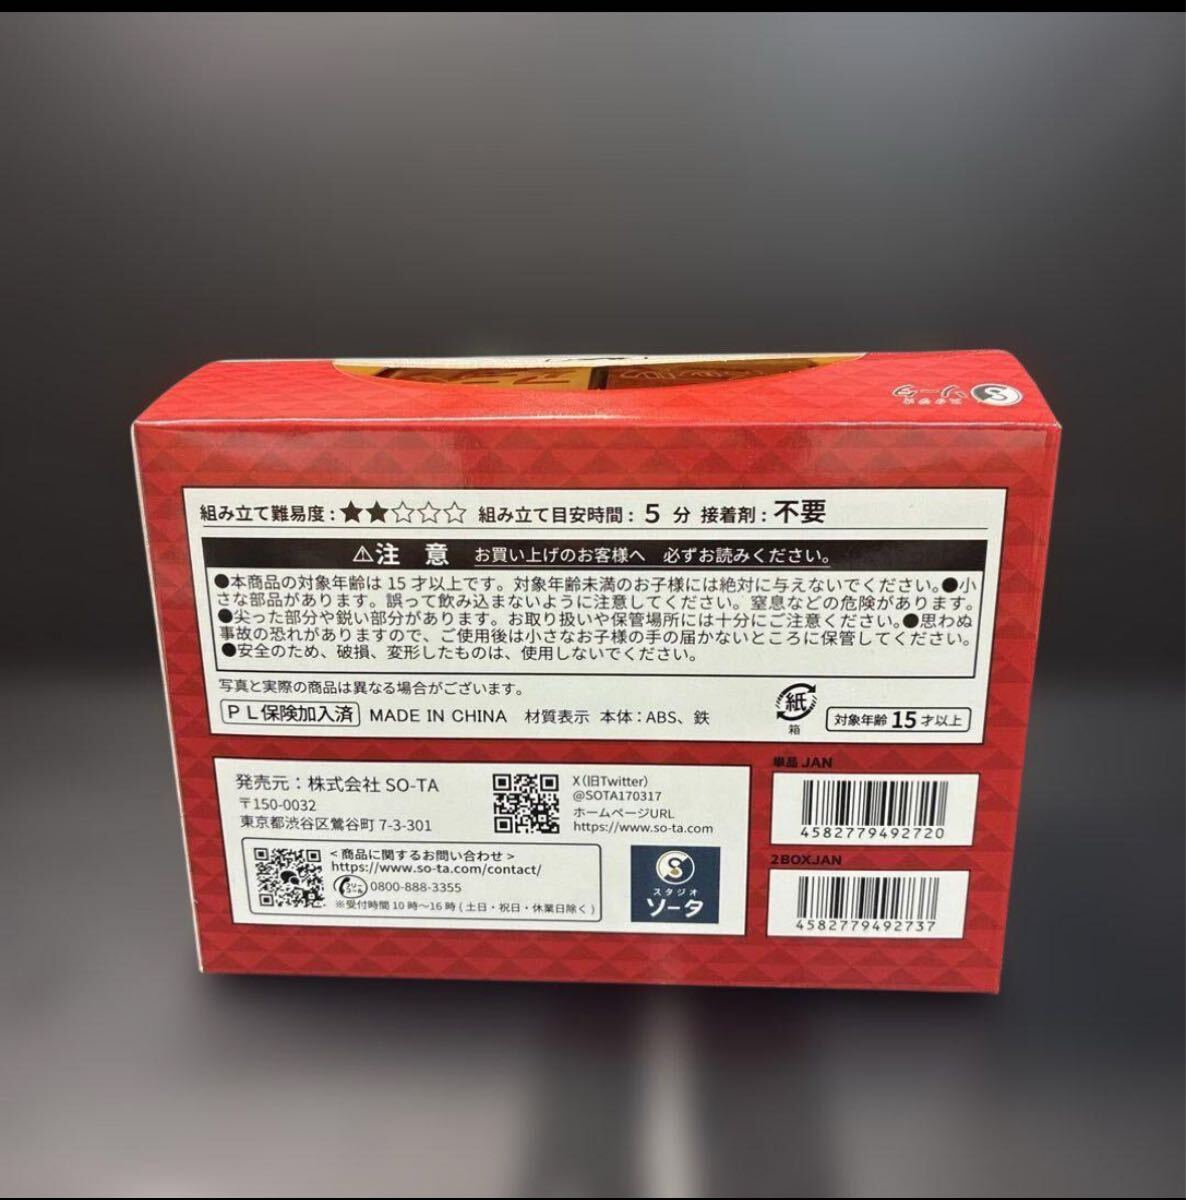 スタジオ
ソータ
組み立て難易度:★★☆☆☆ 組み立て目安時間: 5 分 接着剤:不要
⚠注 意 お買い上げのお客様へ 必ずお読みください。
●本商品の対象年齢は 15 才以上です。対象年齢未満のお子様には絶対に与えないでください。●小
さな部品があります。誤って飲み込まないように注意してください。窒息などの危険があります。
●尖った部分や鋭い部分があります。お取り扱いや保管場所には十分にご注意ください。●思わぬ
事故の恐れがありますので、ご使用後は小さなお子様の手の届かないところに保管してください。
●安全のため、破損、変形したものは、使用しないでください。
写真と実際の商品は異なる場合がございます。
PL保険加入済 MADE IN CHINA 材質表示 本体:ABS、鉄
紙
箱
対象年齢 15 才以上
発売元:株式会社 SO-TA
〒150-0032
東京都渋谷区鶯谷町 7-3-301
X(旧Twitter)
@SOTA170317
ホームページURL
https://www.so-ta.com
<商品に関するお問い合わせ>
https://www.so-ta.com/contact/
フリーコール 0800-888-3355
※受付時間 10 時〜16 時 ( 土日・祝日・休業日除く )
スタジオ
ソータ
単品 JAN
4582779492720
2BOXJAN
4582779492737